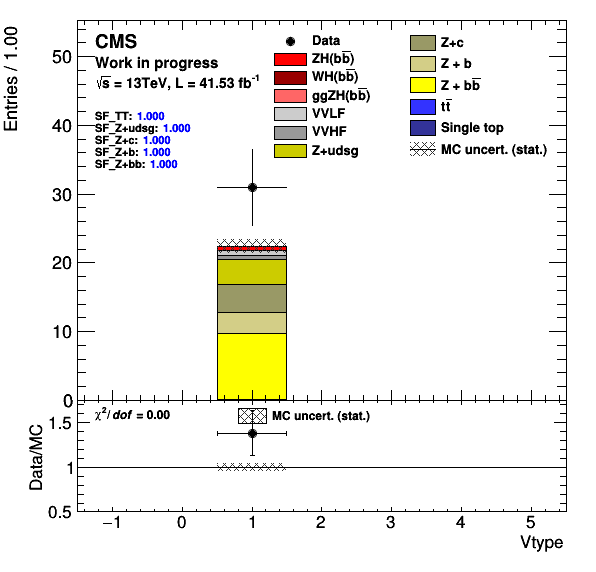 Entries / 1.00
CMS
Work in progress
√s = 13TeV, L = 41.53 fb⁻¹
SF_TT: 1.000
SF_Z+udsg: 1.000
SF_Z+c: 1.000
SF_Z+b: 1.000
SF_Z+bb: 1.000
Data
ZH(bb̅)
WH(bb̅)
ggZH(bb̅)
VVLF
VVHF
Z+udsg
Z+c
Z + b
Z + bb̅
tt̅
Single top
MC uncert. (stat.)
50
40
30
20
10
0
χ²/dof = 0.00
MC uncert. (stat.)
Data/MC
1.5
1
0.5
−1 0 1 2 3 4 5
Vtype